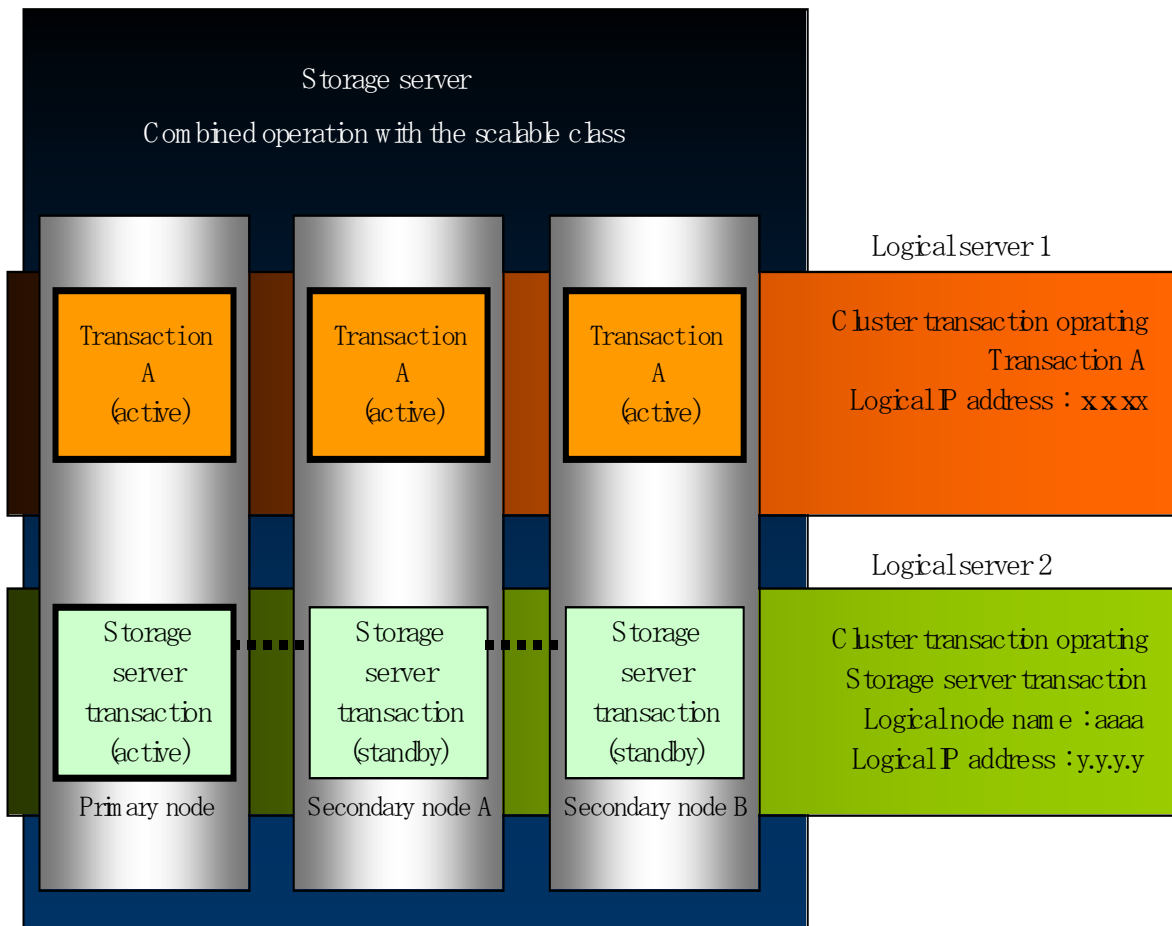 Storage server
Combined operation with the scalable class
Logical server 1
Transaction
A
(active)
Transaction
A
(active)
Transaction
A
(active)
Cluster transaction oprating
Transaction A
Logical IP address : x.x.x.x
Logical server 2
Storage
server
transaction
(active)
Storage
server
transaction
(standby)
Storage
server
transaction
(standby)
Cluster transaction oprating
Storage server transaction
Logical node name : aaaa
Logical IP address : y.y.y.y
Primary node
Secondary node A
Secondary node B